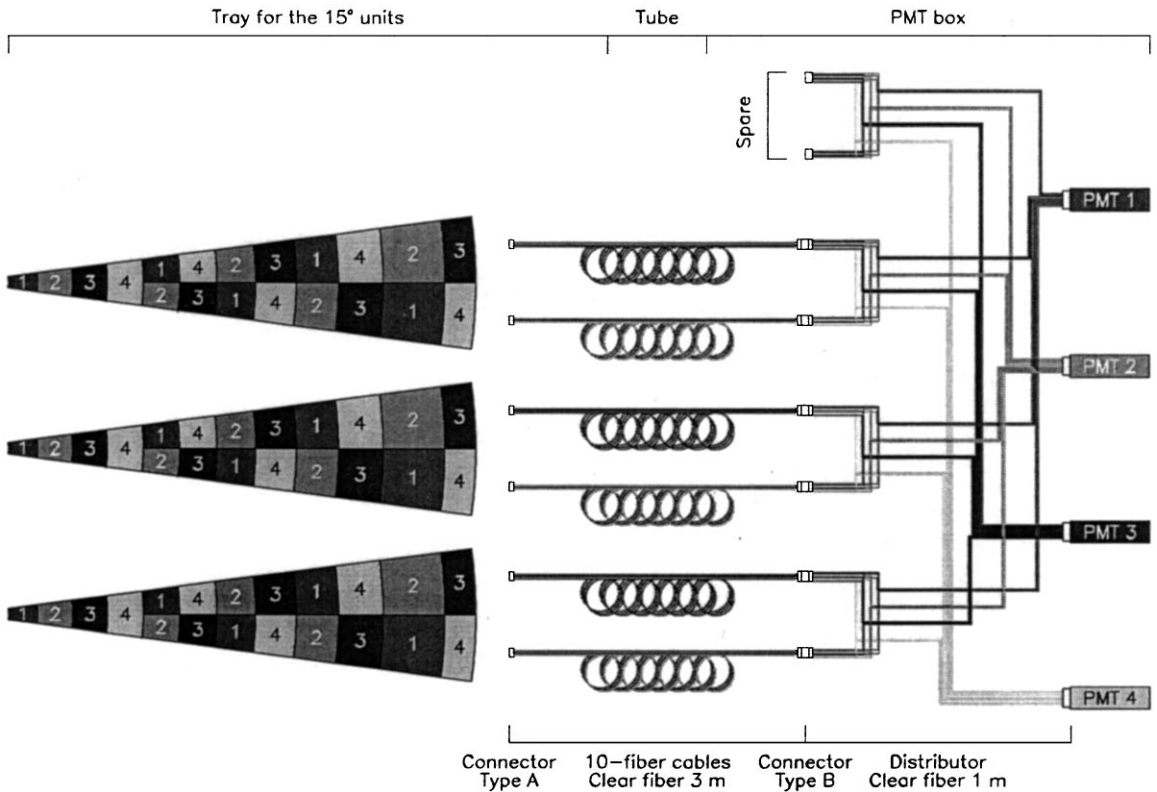 Tray for the 15° units Tube PMT box
Spare
PMT 1
1 2 3 4 1 4 2 3 1 4 2 3
2 3 1 4 2 3 1 4
PMT 2
1 2 3 4 1 4 2 3 1 4 2 3
2 3 1 4 2 3 1 4
PMT 3
1 2 3 4 1 4 2 3 1 4 2 3
2 3 1 4 2 3 1 4
PMT 4
Connector 10-fiber cables Connector Distributor
Type A Clear fiber 3 m Type B Clear fiber 1 m